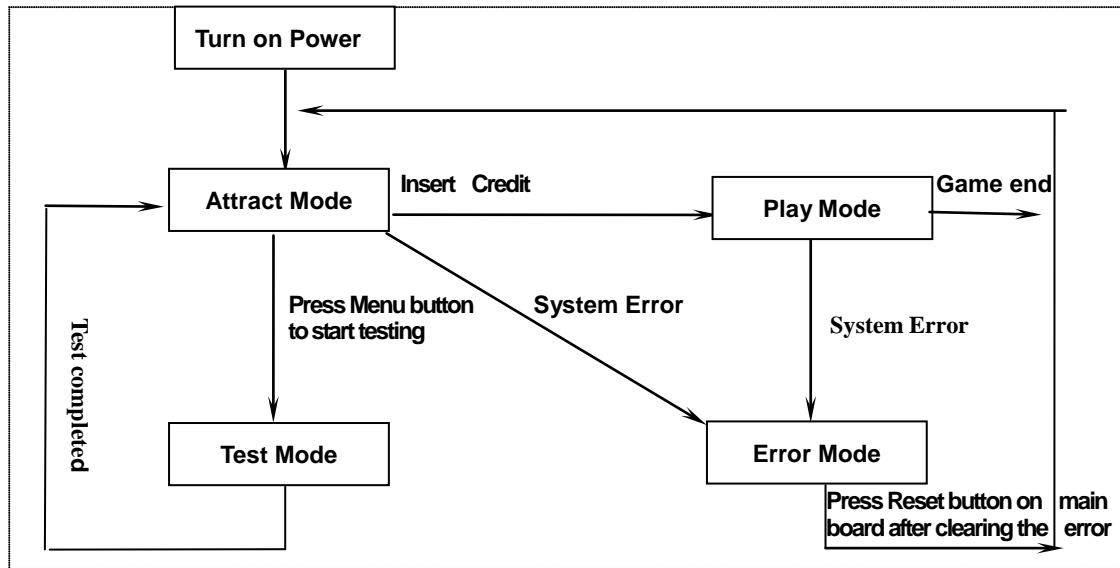 Turn on Power
Attract Mode
Insert Credit
Play Mode
Game end
Press Menu button
to start testing
System Error
System Error
Test completed
Test Mode
Error Mode
Press Reset button on main
board after clearing the error